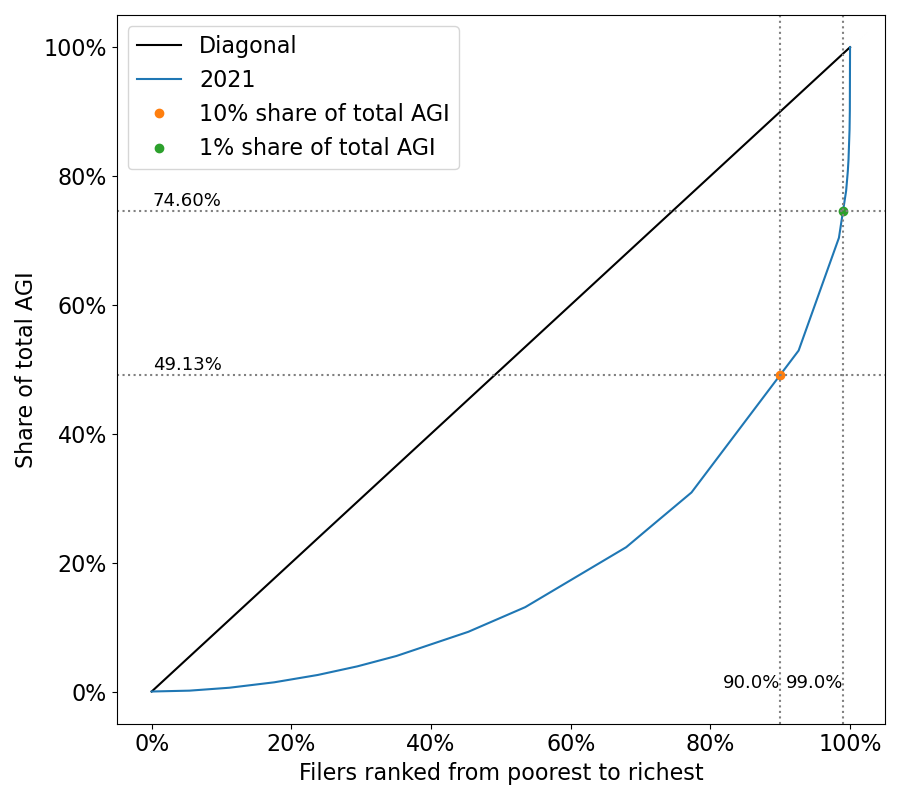 Diagonal
2021
10% share of total AGI
1% share of total AGI
100%
80%
60%
40%
20%
0%
74.60%
49.13%
90.0% 99.0%
0% 20% 40% 60% 80% 100%
Share of total AGI
Filers ranked from poorest to richest